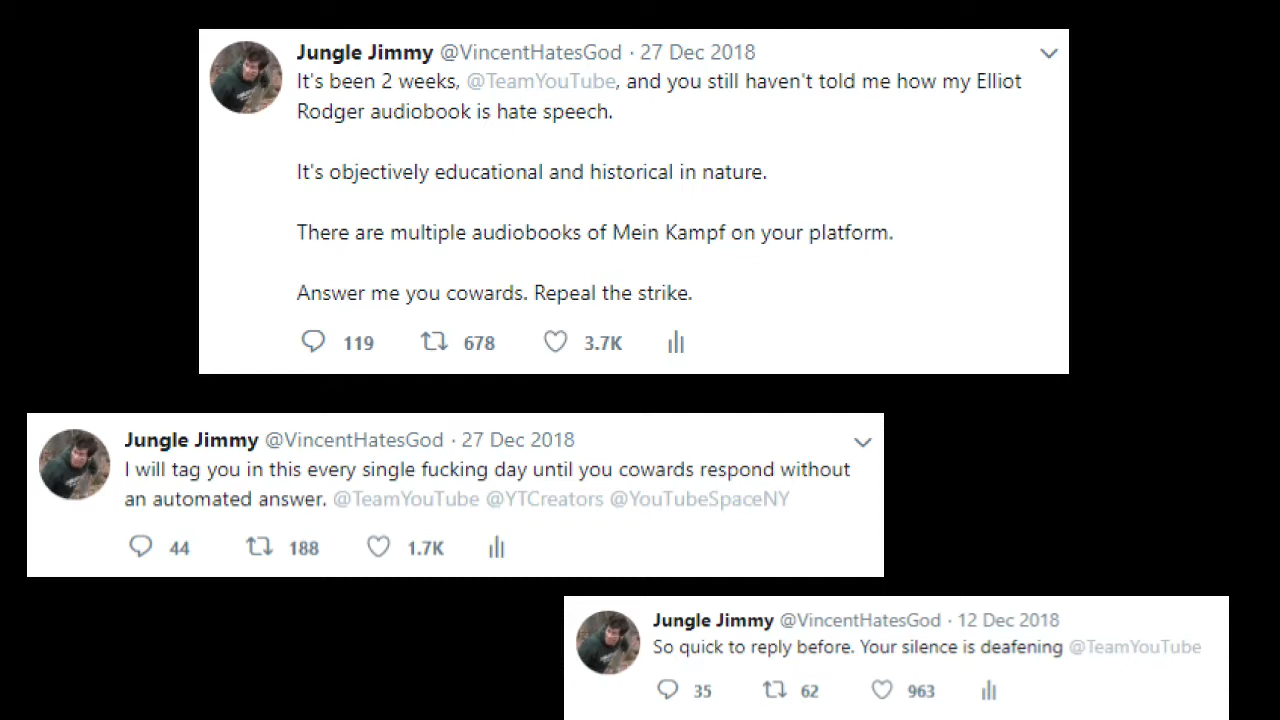 Jungle Jimmy @VincentHatesGod · 27 Dec 2018
It's been 2 weeks, @TeamYouTube, and you still haven't told me how my Elliot
Rodger audiobook is hate speech.
It's objectively educational and historical in nature.
There are multiple audiobooks of Mein Kampf on your platform.
Answer me you cowards. Repeal the strike.
119 678 3.7K
Jungle Jimmy @VincentHatesGod · 27 Dec 2018
I will tag you in this every single fucking day until you cowards respond without
an automated answer. @TeamYouTube @YTCreators @YouTubeSpaceNY
44 188 1.7K
Jungle Jimmy @VincentHatesGod · 12 Dec 2018
So quick to reply before. Your silence is deafening @TeamYouTube
35 62 963